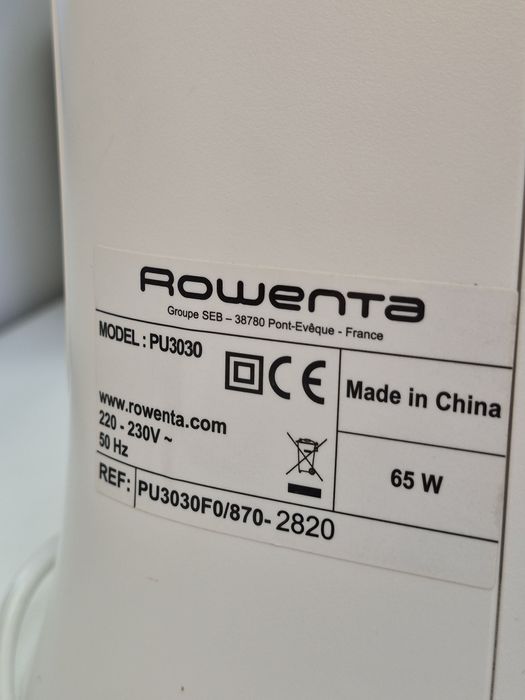 Rowenta
Groupe SEB – 38780 Pont-Evêque - France
MODEL : PU3030
CE
Made in China
www.rowenta.com
220 - 230V ~
50 Hz
65 W
REF: PU3030F0/870- 2820